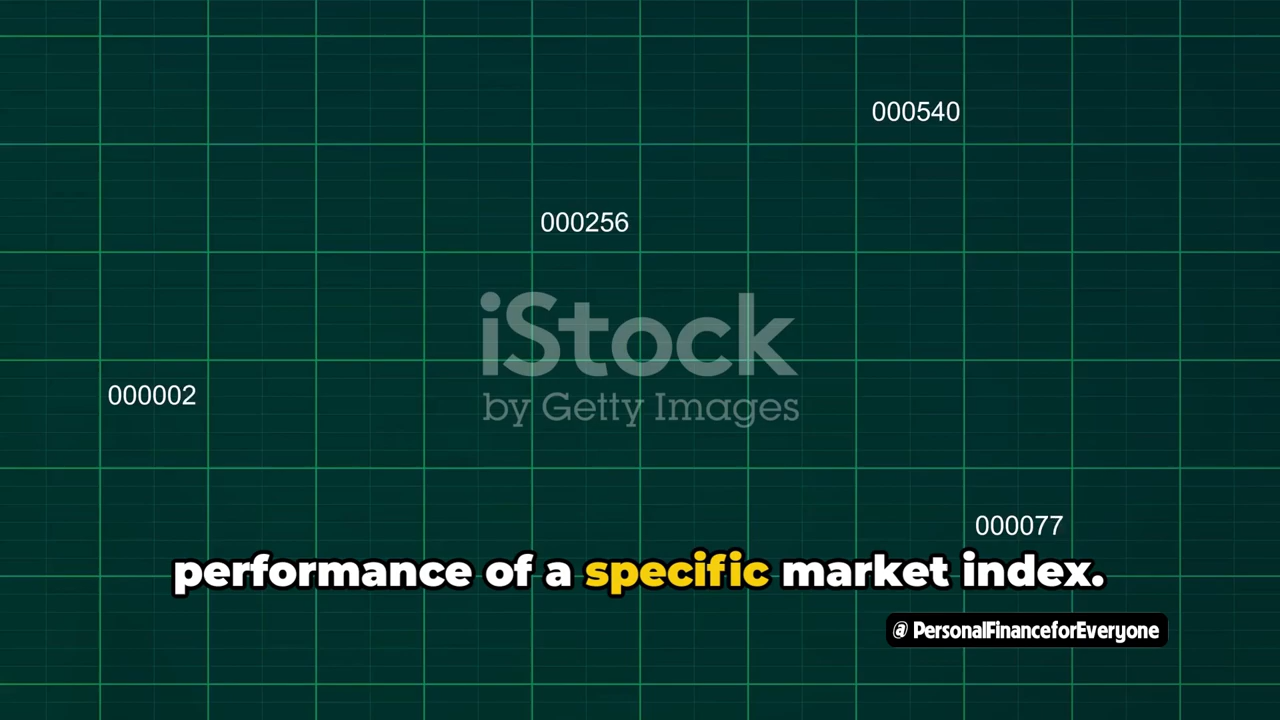 000540
000256
iStock
by Getty Images
000002
000077
performance of a specific market index.
@ PersonalFinanceforEveryone